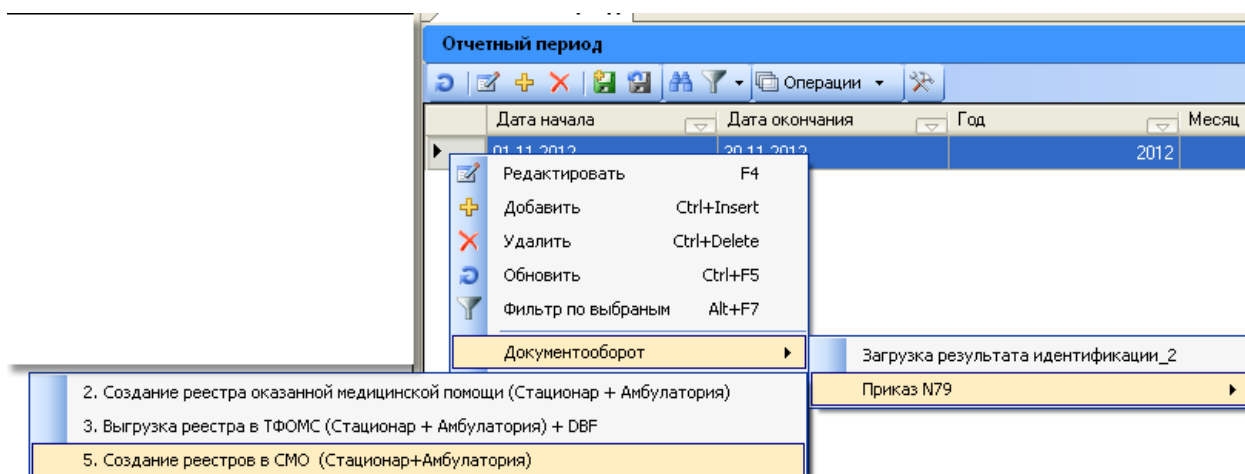 Отчетный период
Операции
Дата начала Дата окончания Год Месяц
01.11.2012 30.11.2012 2012
Редактировать F4
Добавить Ctrl+Insert
Удалить Ctrl+Delete
Обновить Ctrl+F5
Фильтр по выбраным Alt+F7
Документооборот
Загрузка результата идентификации_2
Приказ N79
2. Создание реестра оказанной медицинской помощи (Стационар + Амбулатория)
3. Выгрузка реестра в ТФОМС (Стационар + Амбулатория) + DBF
5. Создание реестров в СМО (Стационар+Амбулатория)